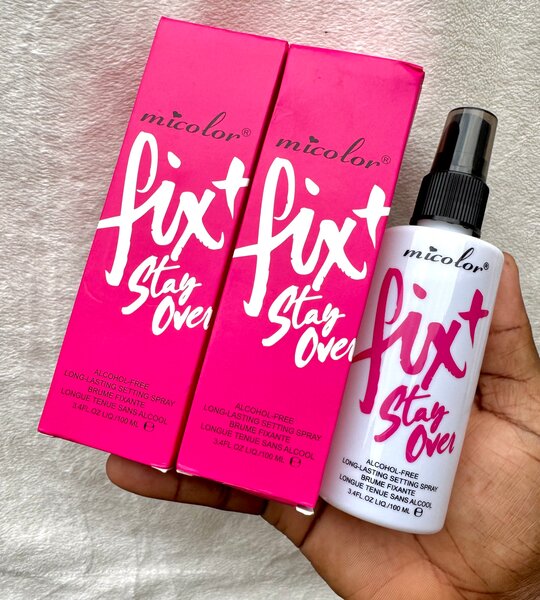 micolor®
fix+
Stay
Over
ALCOHOL-FREE
LONG-LASTING SETTING SPRAY
BRUME FIXANTE
LONGUE TENUE SANS ALCOOL
3.4FL.OZ LIQ./100 ML ℮
micolor®
fix+
Stay
Over
ALCOHOL-FREE
LONG-LASTING SETTING SPRAY
BRUME FIXANTE
LONGUE TENUE SANS ALCOOL
3.4FL.OZ LIQ./100 ML ℮
micolor®
fix+
Stay
Over
ALCOHOL-FREE
LONG-LASTING SETTING SPRAY
BRUME FIXANTE
LONGUE TENUE SANS ALCOOL
3.4FL.OZ LIQ./100 ML ℮